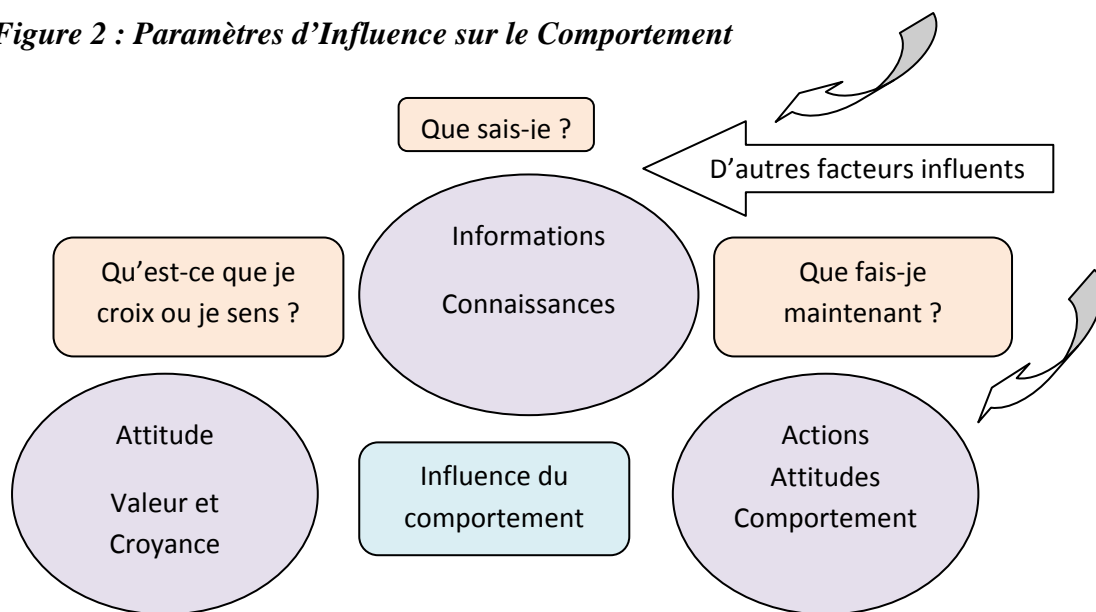 Figure 2 : Paramètres d'Influence sur le Comportement
Que sais-je ?
D'autres facteurs influents
Informations
Connaissances
Qu'est-ce que je
croix ou je sens ?
Que fais-je
maintenant ?
Attitude
Valeur et
Croyance
Influence du
comportement
Actions
Attitudes
Comportement